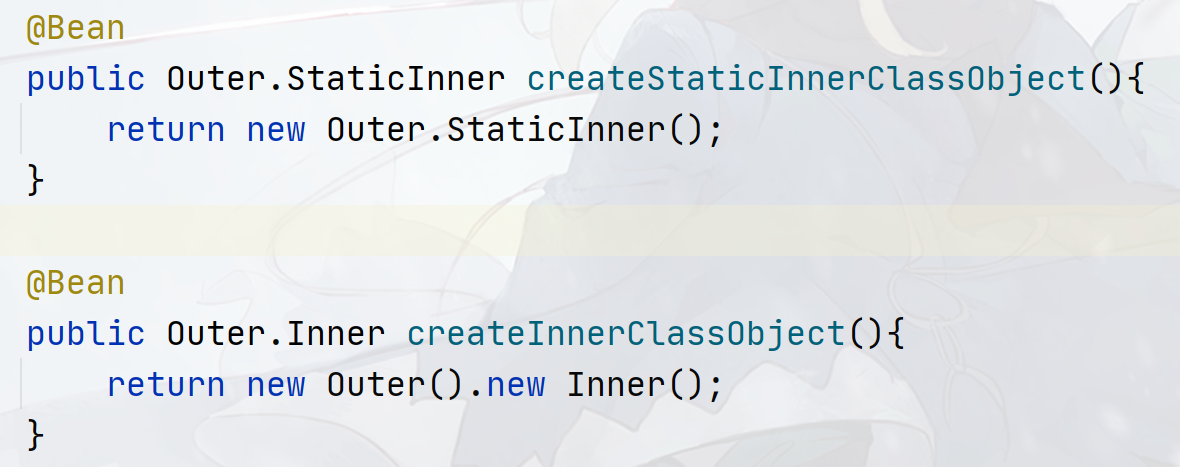 @Bean
public Outer.StaticInner createStaticInnerClassObject(){
    return new Outer.StaticInner();
}
@Bean
public Outer.Inner createInnerClassObject(){
    return new Outer().new Inner();
}